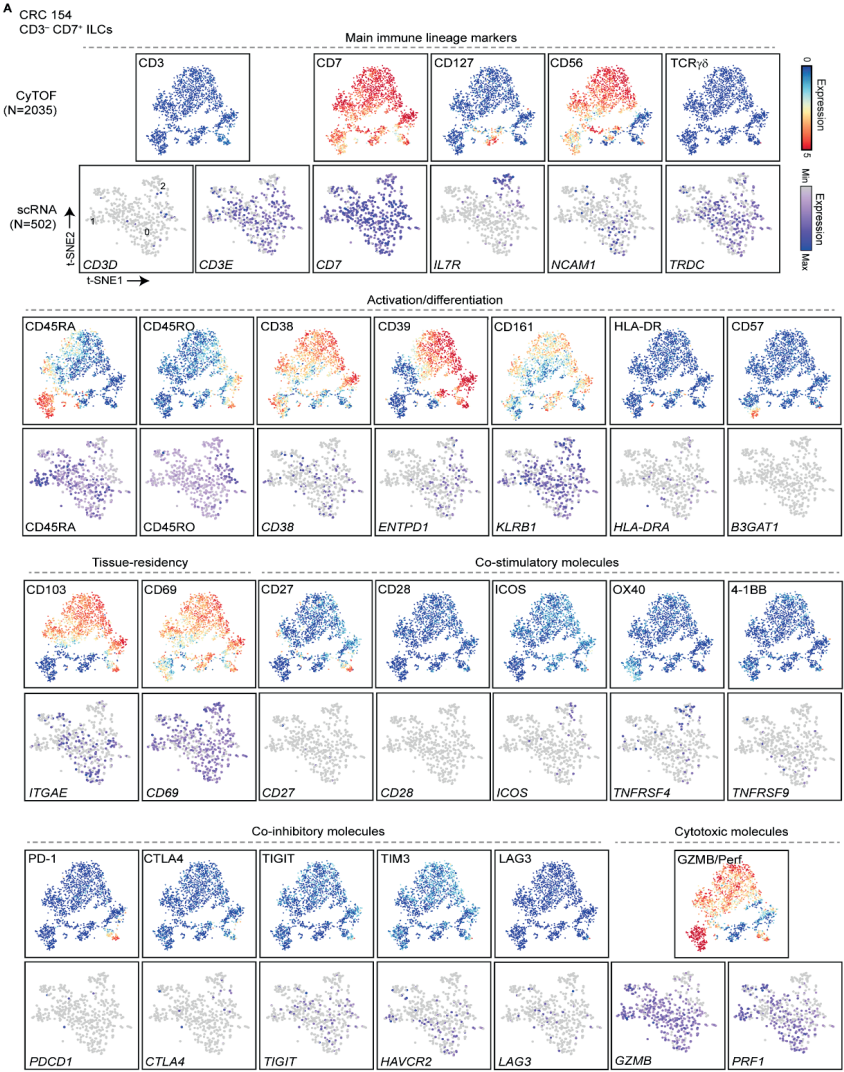 A
CRC 154
CD3⁻ CD7⁺ ILCs
Main immune lineage markers
CyTOF
(N=2035)
CD3
CD7
CD127
CD56
TCRγδ
0
Expression
5
scRNA
(N=502)
t-SNE2
t-SNE1
2
1
0
CD3D
CD3E
CD7
IL7R
NCAM1
TRDC
Min
Expression
Max
Activation/differentiation
CD45RA
CD45RO
CD38
CD39
CD161
HLA-DR
CD57
CD45RA
CD45RO
CD38
ENTPD1
KLRB1
HLA-DRA
B3GAT1
Tissue-residency
Co-stimulatory molecules
CD103
CD69
CD27
CD28
ICOS
OX40
4-1BB
ITGAE
CD69
CD27
CD28
ICOS
TNFRSF4
TNFRSF9
Co-inhibitory molecules
Cytotoxic molecules
PD-1
CTLA4
TIGIT
TIM3
LAG3
GZMB/Perf.
PDCD1
CTLA4
TIGIT
HAVCR2
LAG3
GZMB
PRF1